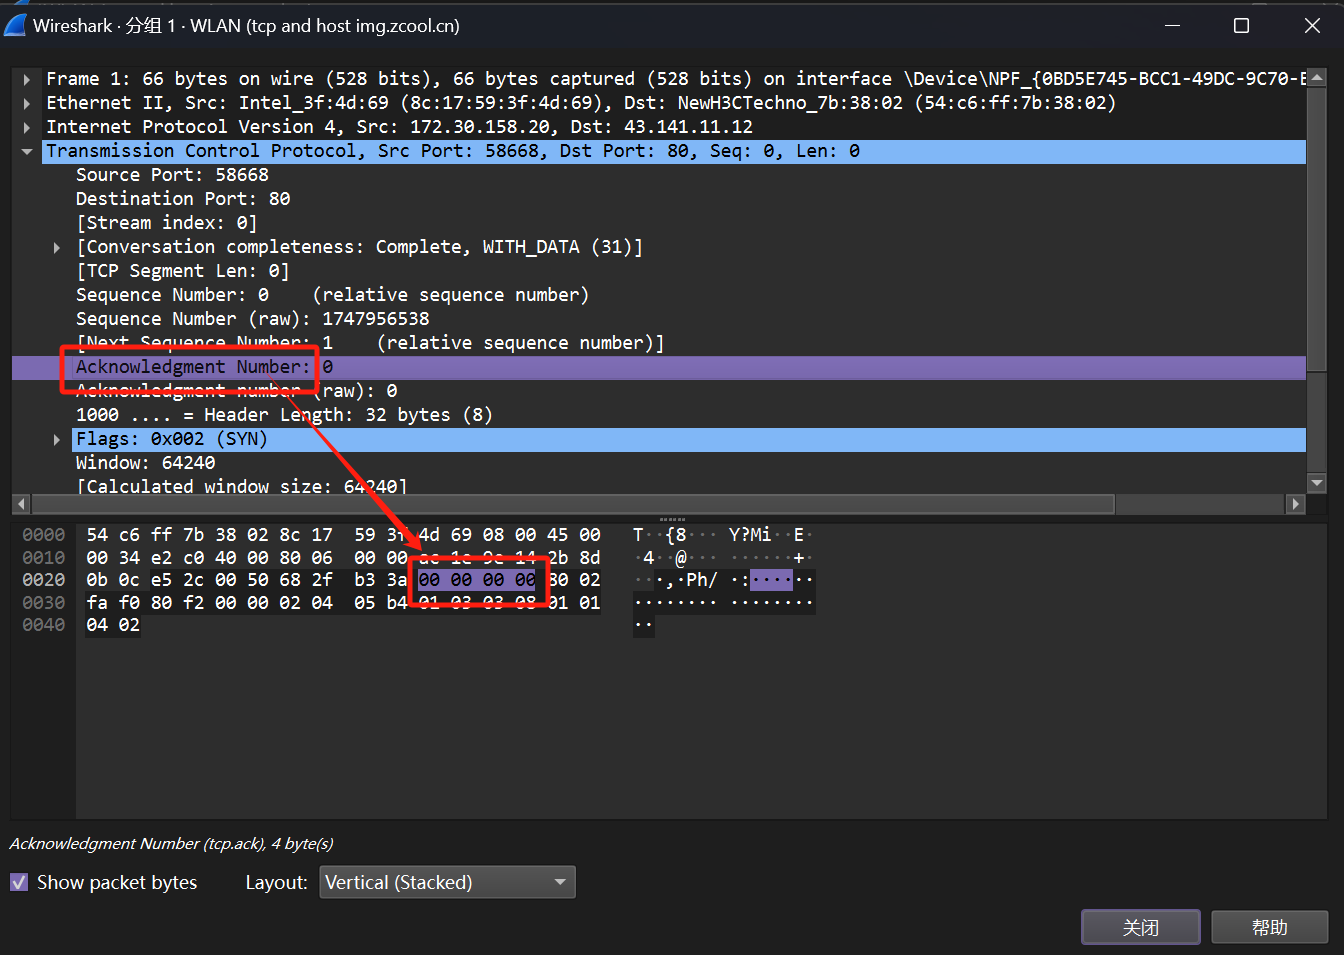 Wireshark · 分组 1 · WLAN (tcp and host img.zcool.cn)
Frame 1: 66 bytes on wire (528 bits), 66 bytes captured (528 bits) on interface \Device\NPF_{0BD5E745-BCC1-49DC-9C70-E
Ethernet II, Src: Intel_3f:4d:69 (8c:17:59:3f:4d:69), Dst: NewH3CTechno_7b:38:02 (54:c6:ff:7b:38:02)
Internet Protocol Version 4, Src: 172.30.158.20, Dst: 43.141.11.12
Transmission Control Protocol, Src Port: 58668, Dst Port: 80, Seq: 0, Len: 0
Source Port: 58668
Destination Port: 80
[Stream index: 0]
[Conversation completeness: Complete, WITH_DATA (31)]
[TCP Segment Len: 0]
Sequence Number: 0    (relative sequence number)
Sequence Number (raw): 1747956538
[Next Sequence Number: 1    (relative sequence number)]
Acknowledgment Number: 0
Acknowledgment number (raw): 0
1000 .... = Header Length: 32 bytes (8)
Flags: 0x002 (SYN)
Window: 64240
[Calculated window size: 64240]
0000 54 c6 ff 7b 38 02 8c 17 59 3f 4d 69 08 00 45 00 T··{8··· Y?Mi··E·
0010 00 34 e2 c0 40 00 80 06 00 00 ac 1e 9e 14 2b 8d ·4··@··· ······+·
0020 0b 0c e5 2c 00 50 68 2f b3 3a 00 00 00 00 80 02 ···,·Ph/ ·:······
0030 fa f0 80 f2 00 00 02 04 05 b4 01 03 03 08 01 01 ········ ········
0040 04 02 ··
Acknowledgment Number (tcp.ack), 4 byte(s)
Show packet bytes Layout: Vertical (Stacked)
关闭 帮助